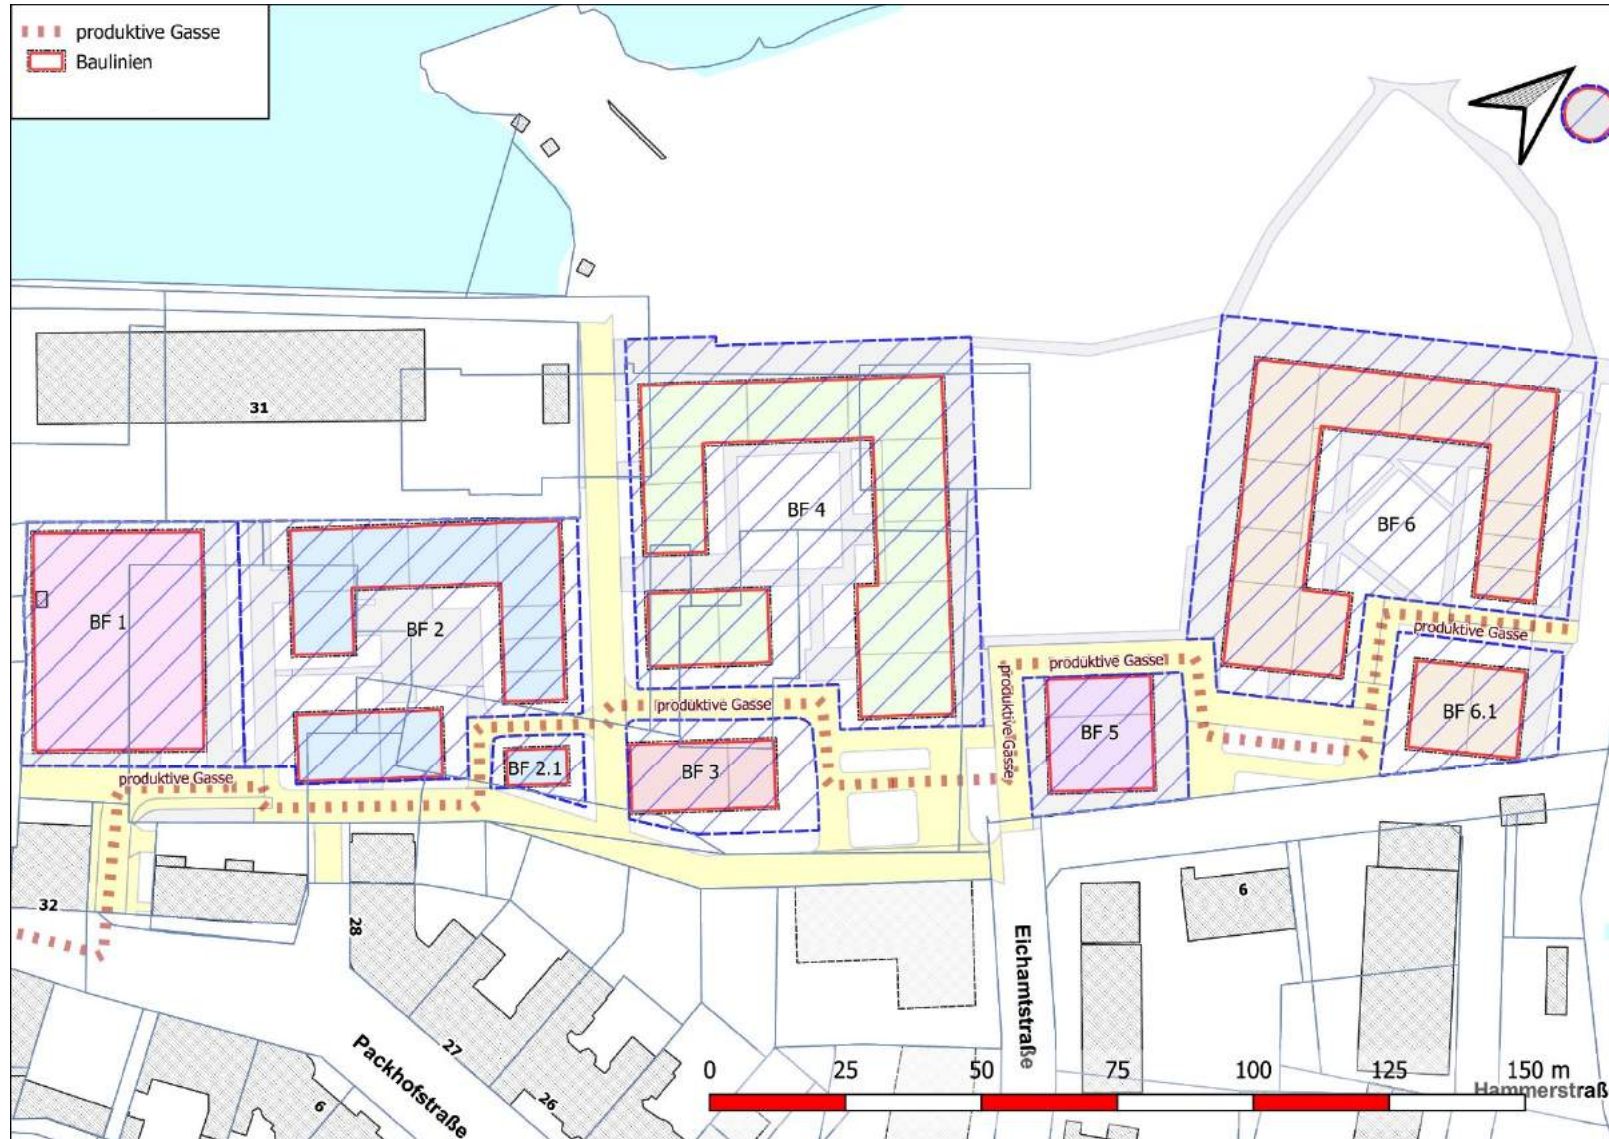 produktive Gasse
Baulinien
31
BF 4
BF 6
BF 1
BF 2
produktive Gasse
produktive Gasse
produktive Gasse
produktive Gasse
BF 6.1
BF 5
BF 2.1
BF 3
produktive Gasse
32
28
6
Eichamtstraße
27
Packhofstraße
26
6
0 25 50 75 100 125 150 m
Hammerstraß